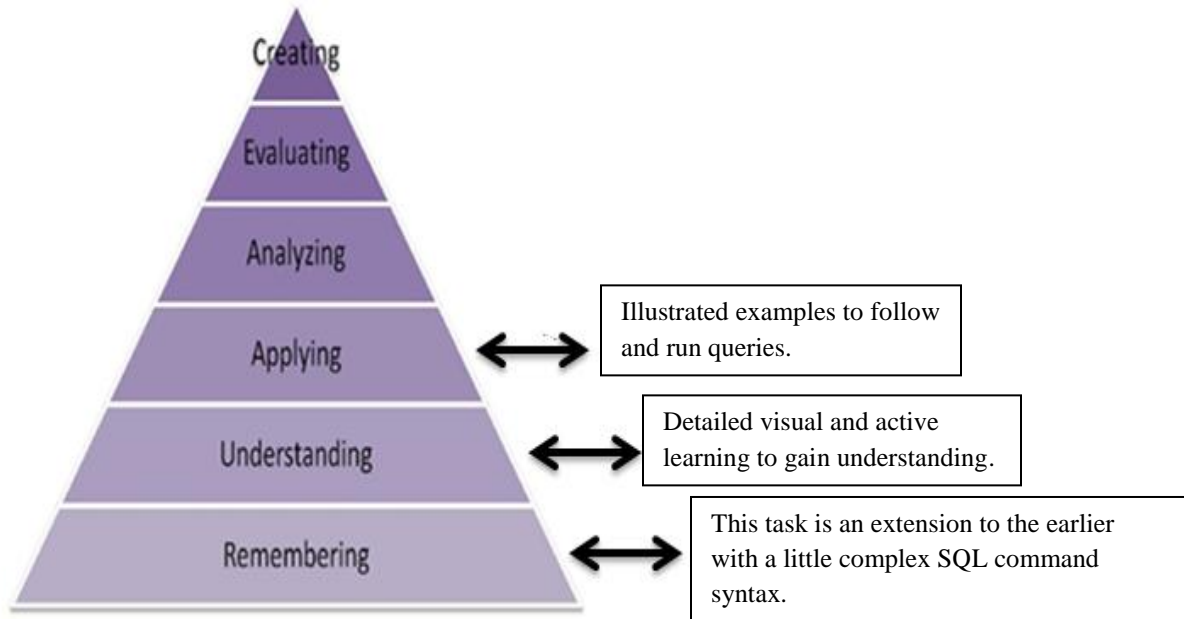 Creating
Evaluating
Analyzing
Applying
Illustrated examples to follow
and run queries.
Understanding
Detailed visual and active
learning to gain understanding.
Remembering
This task is an extension to the earlier
with a little complex SQL command
syntax.